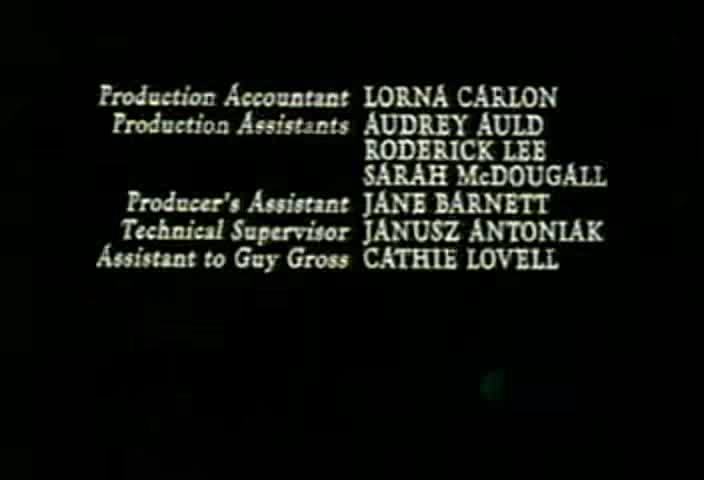 Production Accountant LORNA CARLON
Production Assistants AUDREY AULD
RODERICK LEE
SARAH McDOUGALL
Producer's Assistant JANE BARNETT
Technical Supervisor JANUSZ ANTONIAK
Assistant to Guy Gross CATHIE LOVELL